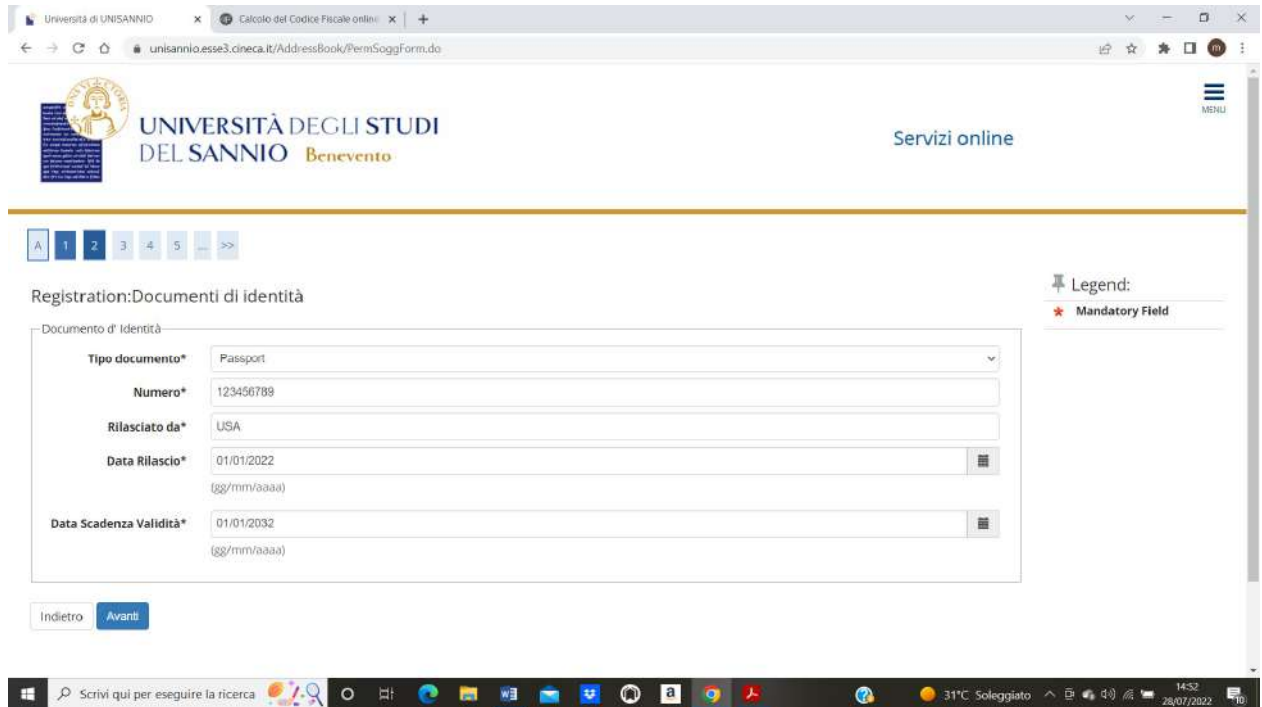 Università di UNISANNIO
Calcolo del Codice Fiscale online
unisannio.esse3.cineca.it/AddressBook/PermSoggForm.do
m
UNIVERSITÀ DEGLI STUDI
DEL SANNIO Benevento
Servizi online
MENU
A 1 2 3 4 5 ... >>
Registration:Documenti di identità
Legend:
* Mandatory Field
Documento d' Identità
Tipo documento* Passport
Numero* 123456789
Rilasciato da* USA
Data Rilascio* 01/01/2022
(gg/mm/aaaa)
Data Scadenza Validità* 01/01/2032
(gg/mm/aaaa)
Indietro Avanti
Scrivi qui per eseguire la ricerca
31°C Soleggiato
14:52
28/07/2022
10